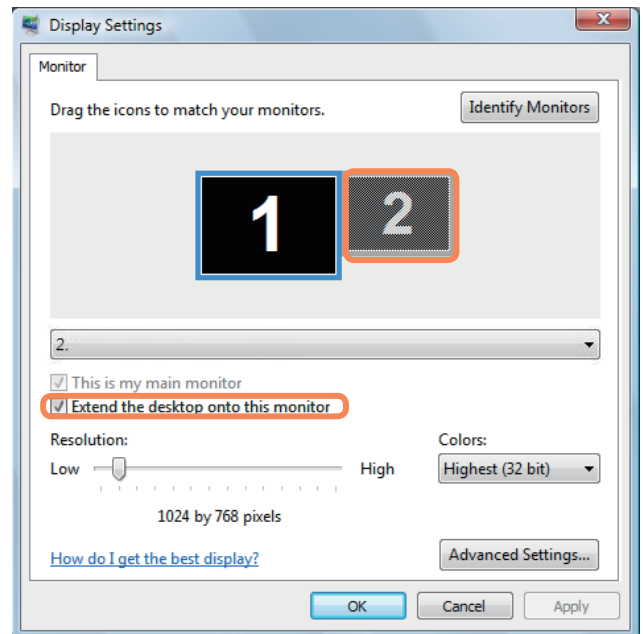 Display Settings
Monitor
Drag the icons to match your monitors.
Identify Monitors
1
2
2.
This is my main monitor
Extend the desktop onto this monitor
Resolution:
Colors:
Low
High
Highest (32 bit)
1024 by 768 pixels
How do I get the best display?
Advanced Settings...
OK
Cancel
Apply